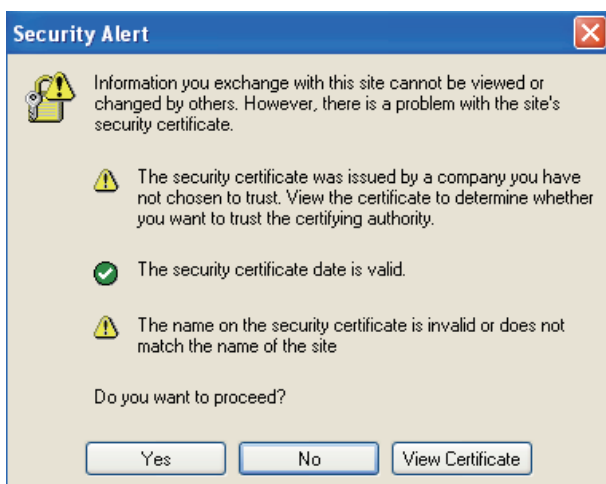 Security Alert
Information you exchange with this site cannot be viewed or
changed by others. However, there is a problem with the site's
security certificate.
The security certificate was issued by a company you have
not chosen to trust. View the certificate to determine whether
you want to trust the certifying authority.
The security certificate date is valid.
The name on the security certificate is invalid or does not
match the name of the site
Do you want to proceed?
Yes
No
View Certificate